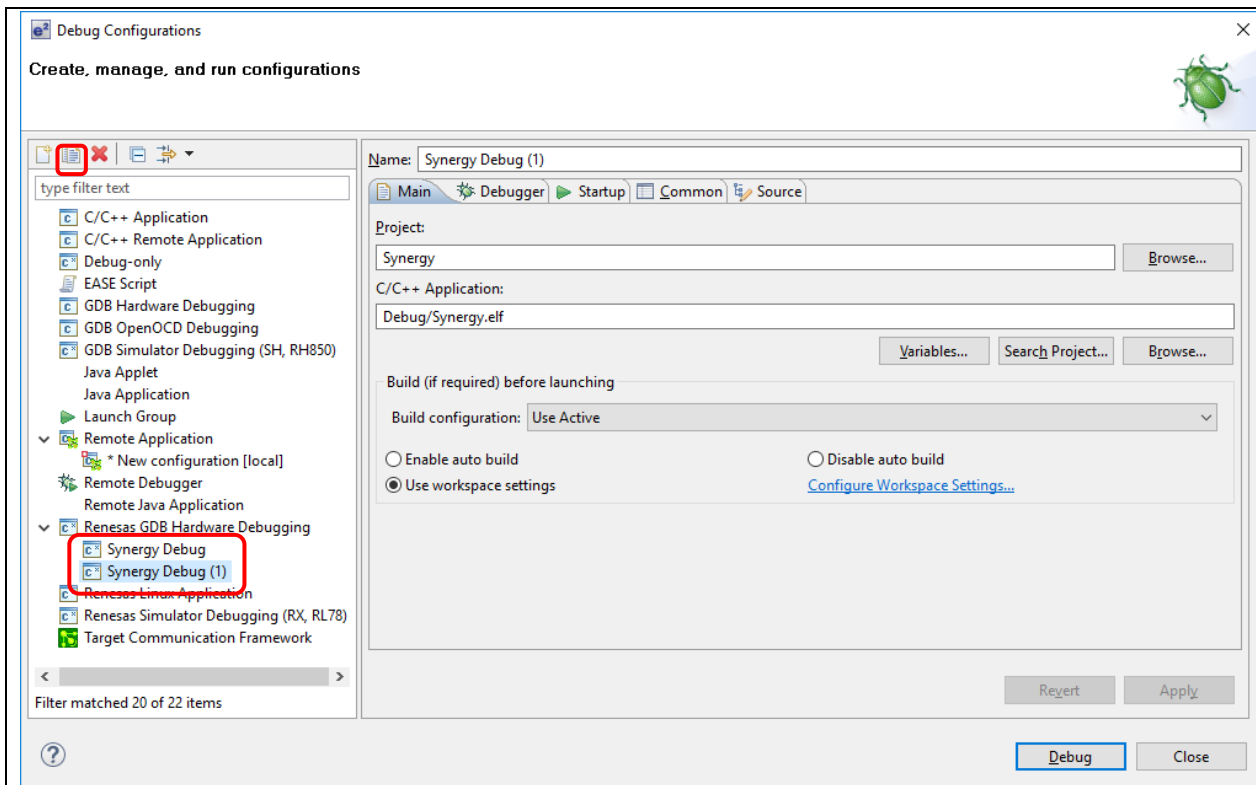 e² Debug Configurations
Create, manage, and run configurations
type filter text
C/C++ Application
C/C++ Remote Application
Debug-only
EASE Script
GDB Hardware Debugging
GDB OpenOCD Debugging
GDB Simulator Debugging (SH, RH850)
Java Applet
Java Application
Launch Group
Remote Application
* New configuration [local]
Remote Debugger
Remote Java Application
Renesas GDB Hardware Debugging
Synergy Debug
Synergy Debug (1)
Renesas Linux Application
Renesas Simulator Debugging (RX, RL78)
Target Communication Framework
Filter matched 20 of 22 items
Name: Synergy Debug (1)
Main Debugger Startup Common Source
Project:
Synergy Browse...
C/C++ Application:
Debug/Synergy.elf
Variables... Search Project... Browse...
Build (if required) before launching
Build configuration: Use Active
Enable auto build Disable auto build
Use workspace settings Configure Workspace Settings...
Revert Apply
? Debug Close